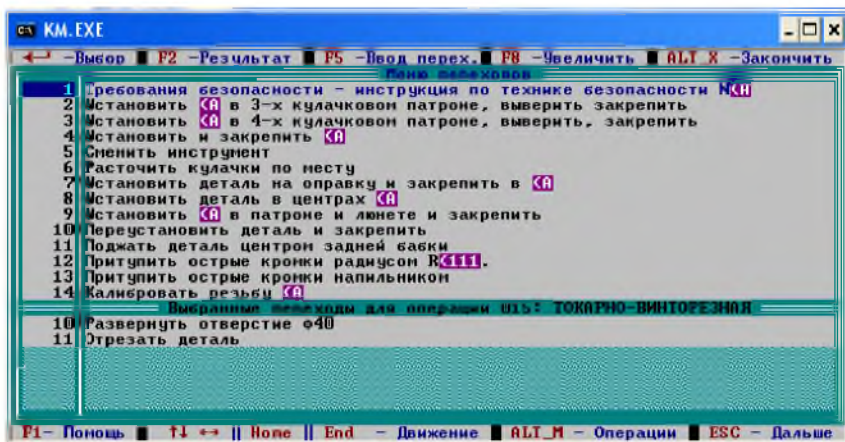 KM.EXE
◄─┘ -Выбор F2 -Результат F5 -Ввод перех. F8 -Увеличить ALT_X -Закончить
Меню переходов
1 Требования безопасности - инструкция по технике безопасности N<H
2 Установить <A в 3-х кулачковом патроне, выверить закрепить
3 Установить <A в 4-х кулачковом патроне, выверить, закрепить
4 Установить и закрепить <A
5 Сменить инструмент
6 Расточить кулачки по месту
7 Установить деталь на оправку и закрепить в <A
8 Установить деталь в центрах <A
9 Установить <A в патроне и люнете и закрепить
10 Переустановить деталь и закрепить
11 Поджать деталь центром задней бабки
12 Притупить острые кромки радиусом R<111.
13 Притупить острые кромки напильником
14 Калибровать резьбу <A
Выбранные переходы для операции 015: ТОКАРНО-ВИНТОРЕЗНАЯ
10 Развернуть отверстие ф40
11 Отрезать деталь
F1- Помощь ↑↓ ↔ || Home || End - Движение ALT_M - Операции ESC - Дальше